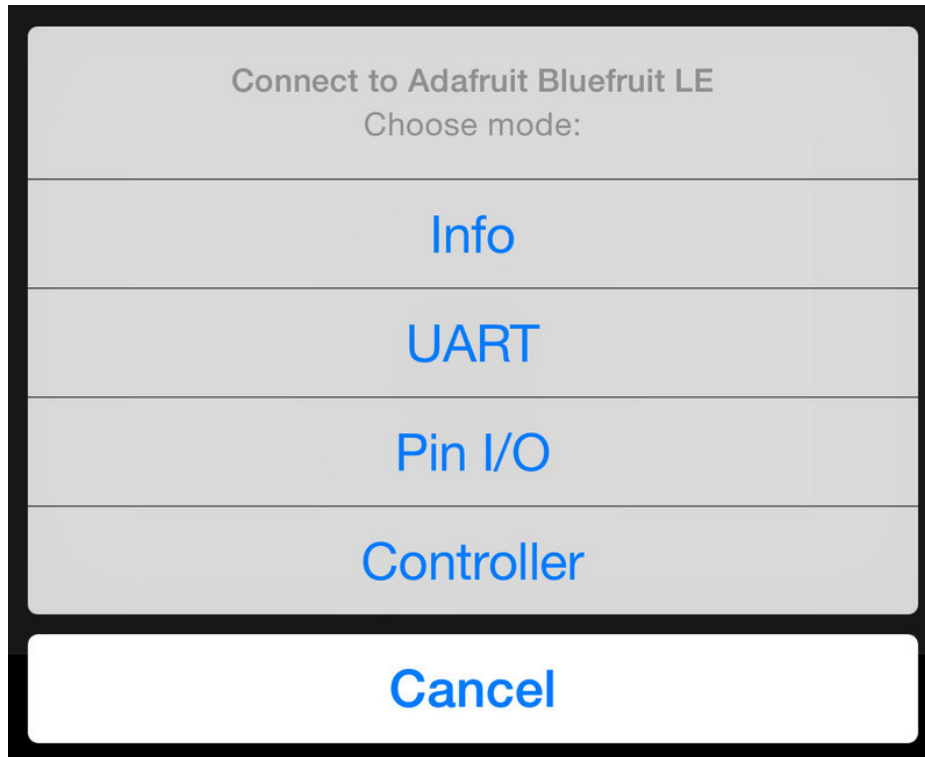 Connect to Adafruit Bluefruit LE
Choose mode:
Info
UART
Pin I/O
Controller
Cancel